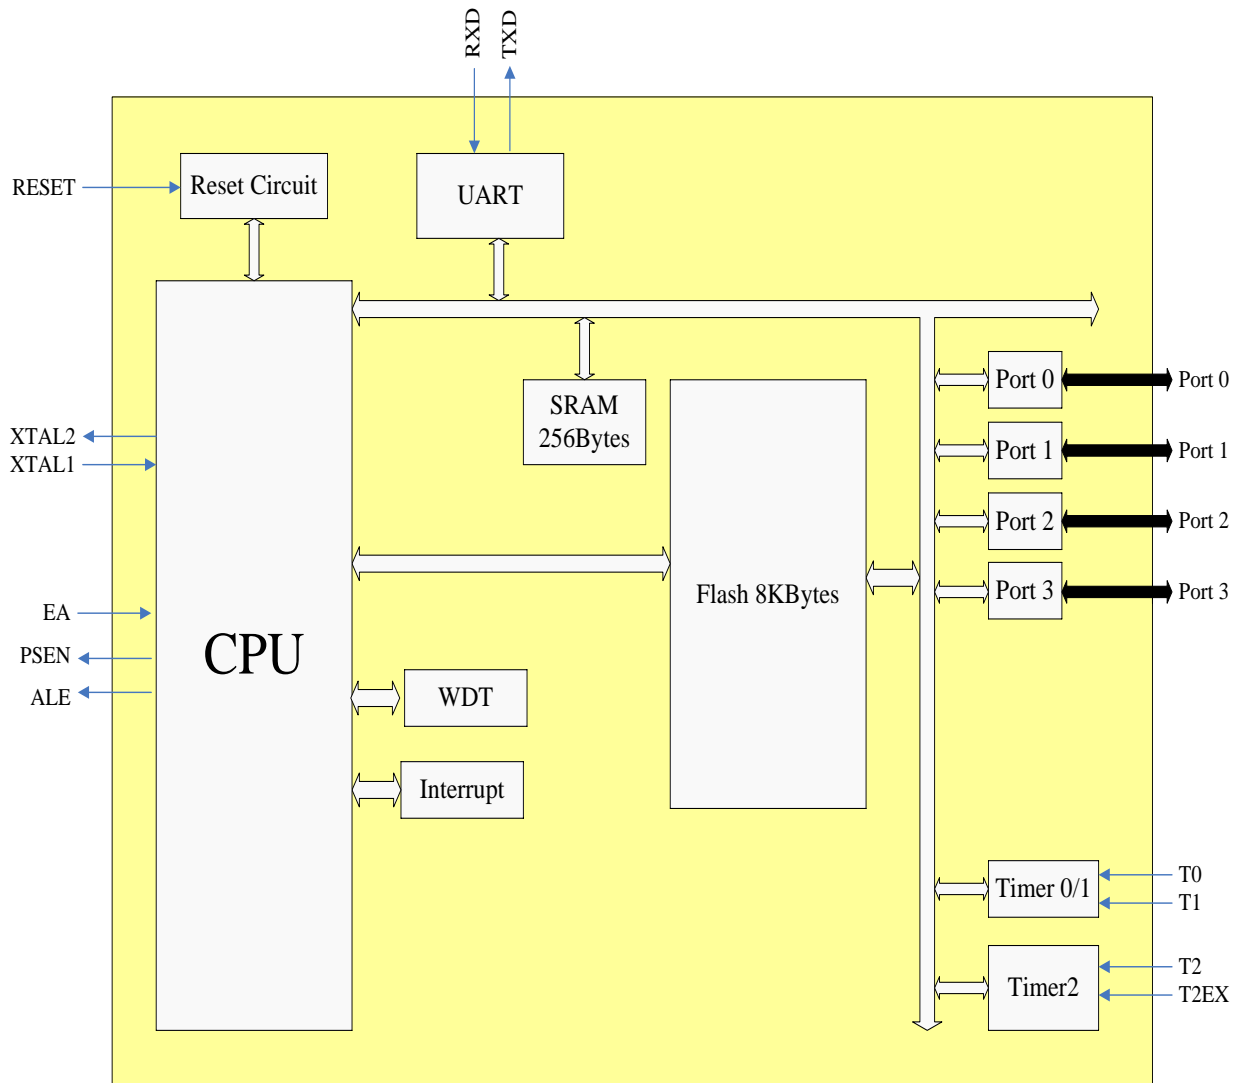 RXD
TXD
RESET
Reset Circuit
UART
SRAM
256Bytes
Port 0
Port 0
Port 1
Port 1
Port 2
Port 2
Port 3
Port 3
XTAL2
XTAL1
EA
PSEN
ALE
CPU
Flash 8KBytes
WDT
Interrupt
Timer 0/1
T0
T1
Timer2
T2
T2EX